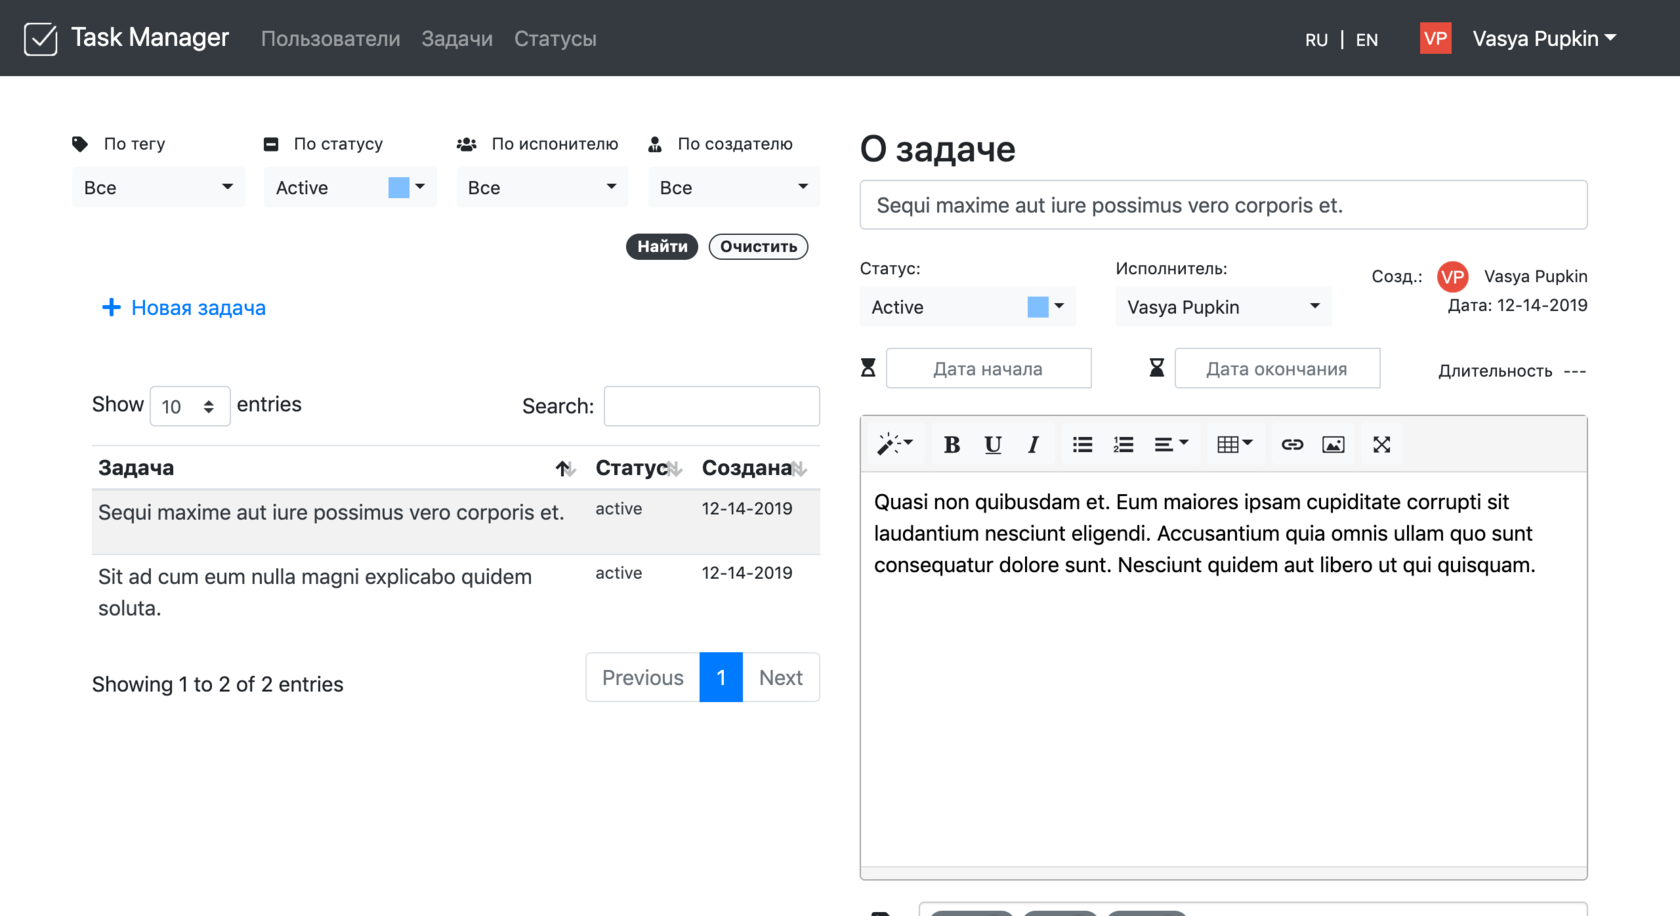 Task Manager Пользователи Задачи Статусы RU | EN VP Vasya Pupkin
По тегу По статусу По испонителю По создателю
Все Active Все Все
Найти Очистить
Новая задача
Show 10 entries Search:
Задача Статус Создана
Sequi maxime aut iure possimus vero corporis et. active 12-14-2019
Sit ad cum eum nulla magni explicabo quidem active 12-14-2019
soluta.
Showing 1 to 2 of 2 entries Previous 1 Next
О задаче
Sequi maxime aut iure possimus vero corporis et.
Статус: Исполнитель: Созд.: VP Vasya Pupkin
Active Vasya Pupkin Дата: 12-14-2019
Дата начала Дата окончания Длительность ---
B U I
Quasi non quibusdam et. Eum maiores ipsam cupiditate corrupti sit
laudantium nesciunt eligendi. Accusantium quia omnis ullam quo sunt
consequatur dolore sunt. Nesciunt quidem aut libero ut qui quisquam.